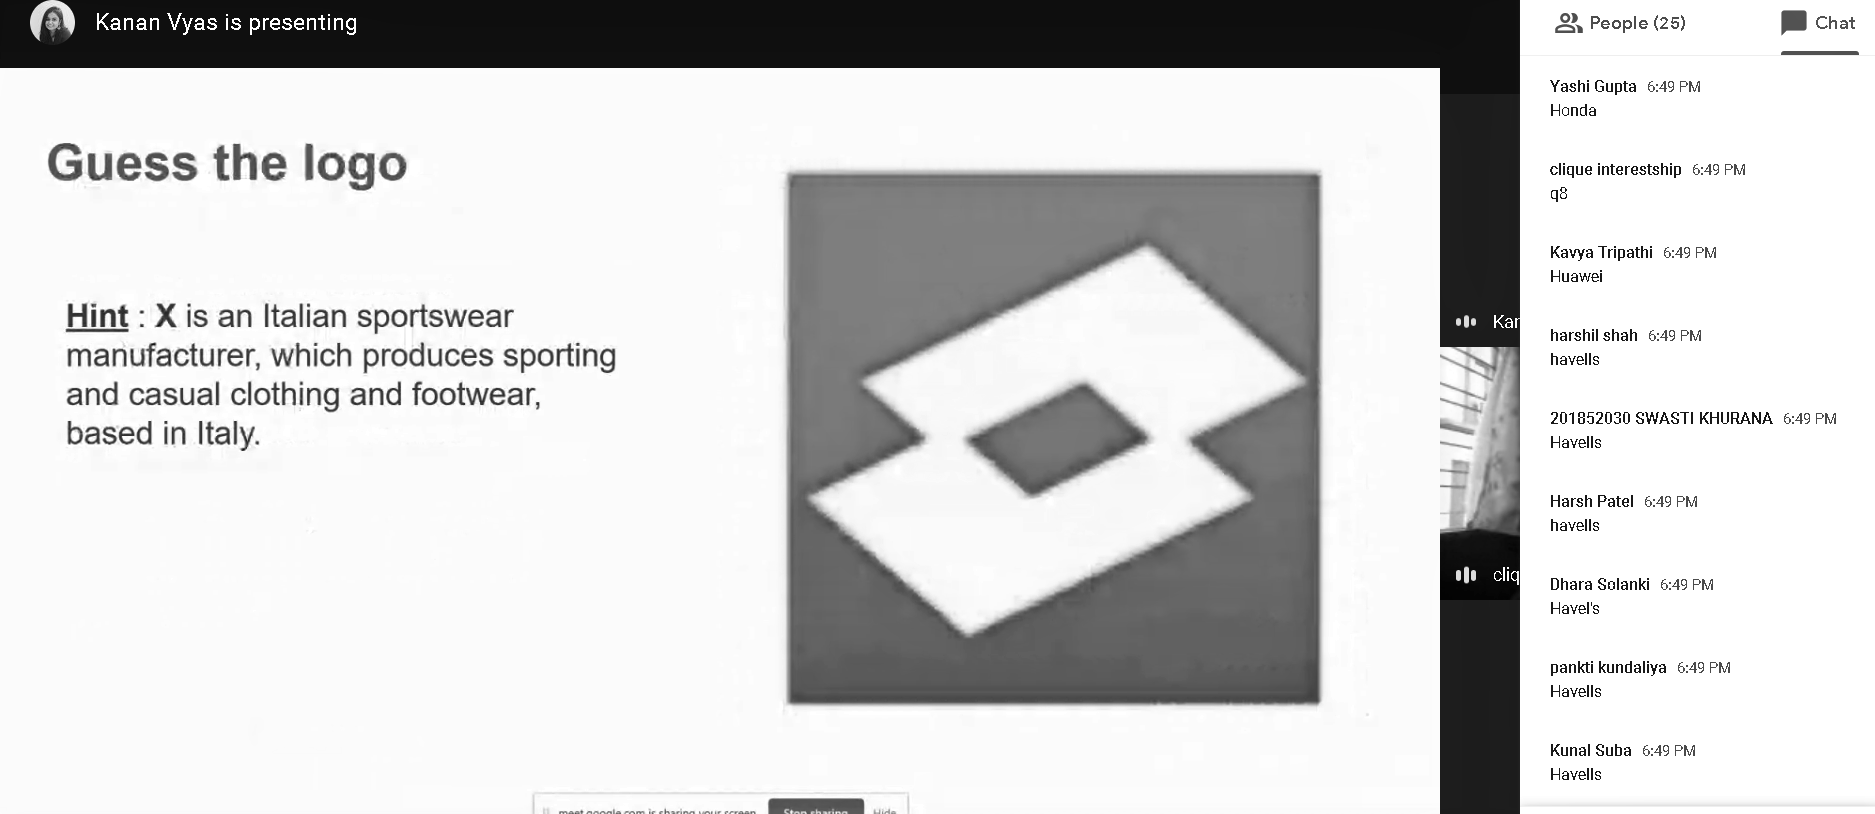 Kanan Vyas is presenting
Guess the logo
Hint : X is an Italian sportswear
manufacturer, which produces sporting
and casual clothing and footwear,
based in Italy.
meet.google.com is sharing your screen. Stop sharing Hide
Kar
cliq
People (25) Chat
Yashi Gupta 6:49 PM
Honda
clique interestship 6:49 PM
q8
Kavya Tripathi 6:49 PM
Huawei
harshil shah 6:49 PM
havells
201852030 SWASTI KHURANA 6:49 PM
Havells
Harsh Patel 6:49 PM
havells
Dhara Solanki 6:49 PM
Havel's
pankti kundaliya 6:49 PM
Havells
Kunal Suba 6:49 PM
Havells